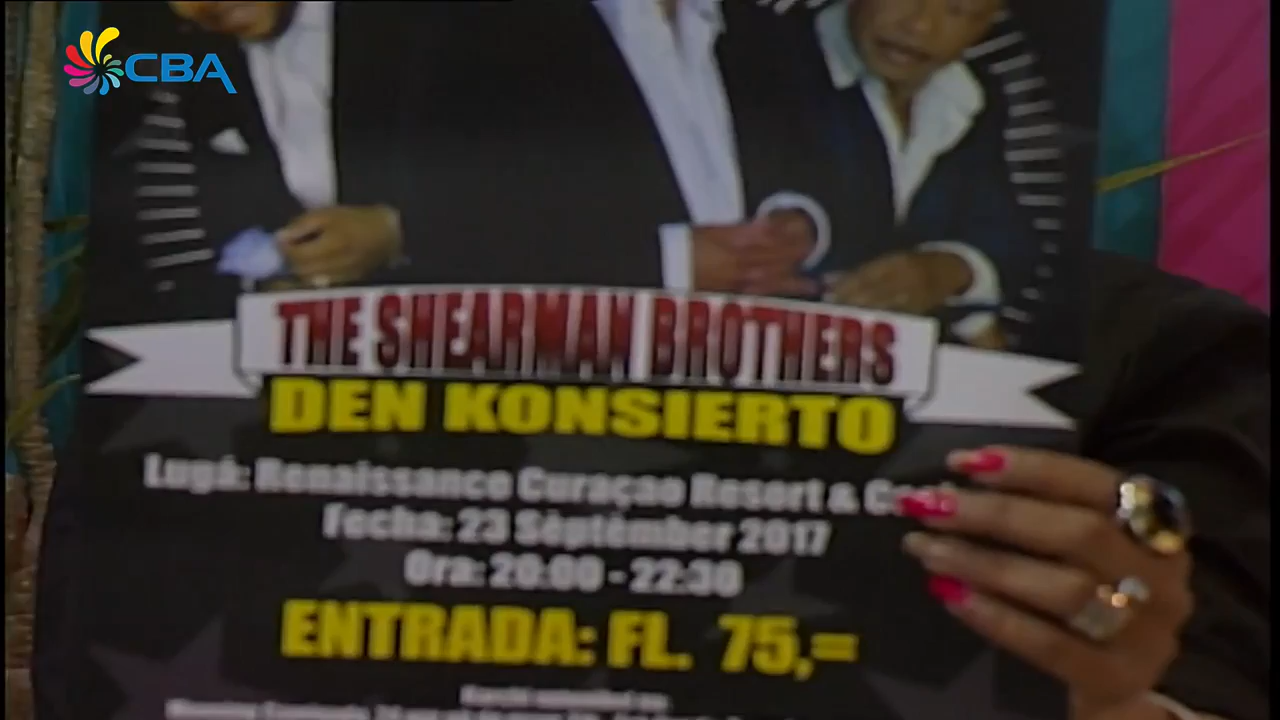 CBA
THE SHEARMAN BROTHERS
DEN KONSIERTO
Lugá: Renaissance Curaçao Resort &
Fecha: 23 Sèptèmber 2017
Ora: 20:00 - 22:30
ENTRADA: FL. 75,=